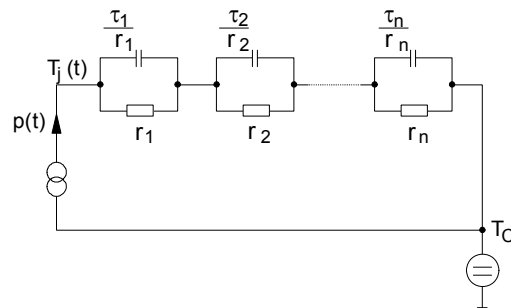 τ1 τ2 τn
r1 r2 rn
Tj (t)
p(t)
r1 r2 rn
TC